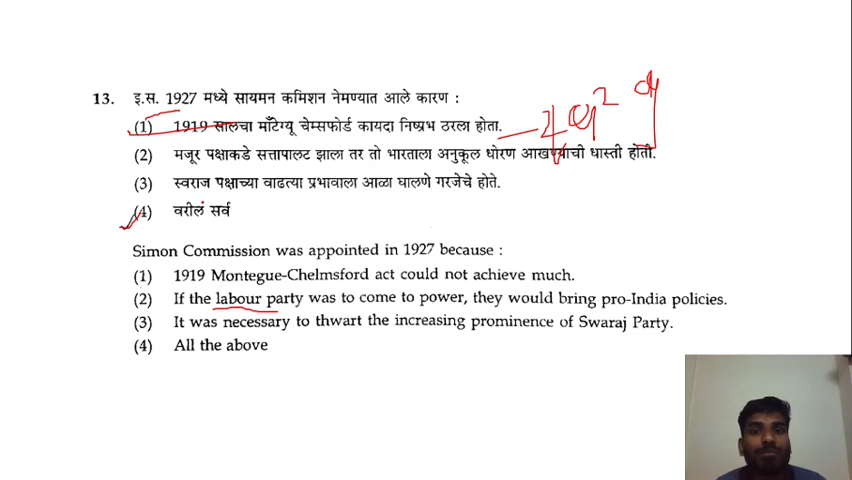 13. इ.स. 1927 मध्ये सायमन कमिशन नेमण्यात आले कारण :
(1) 1919 सालचा माँटेग्यू चेम्सफोर्ड कायदा निष्प्रभ ठरला होता.
(2) मजूर पक्षाकडे सत्तापालट झाला तर तो भारताला अनुकूल धोरण आखण्याची धास्ती होती.
(3) स्वराज पक्षाच्या वाढत्या प्रभावाला आळा घालणे गरजेचे होते.
(4) वरील सर्व
Simon Commission was appointed in 1927 because :
(1) 1919 Montegue-Chelmsford act could not achieve much.
(2) If the labour party was to come to power, they would bring pro-India policies.
(3) It was necessary to thwart the increasing prominence of Swaraj Party.
(4) All the above